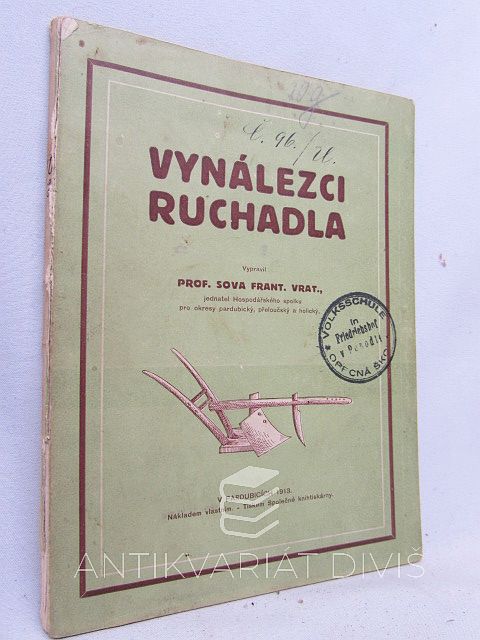 Č. 96./
VYNÁLEZCI
RUCHADLA
Vypravil
PROF. SOVA FRANT. VRAT.,
jednatel Hospodářského spolku
pro okresy pardubický, přeloučský a holický.
VOLKSSCHULE
in
Friedrichshof
v
OBECNÁ ŠKO
V PARDUBICÍCH 1913.
Nákladem vlastním. - Tiskem Společné knihtiskárny.
ANTIKVARIÁT DIVIŠ